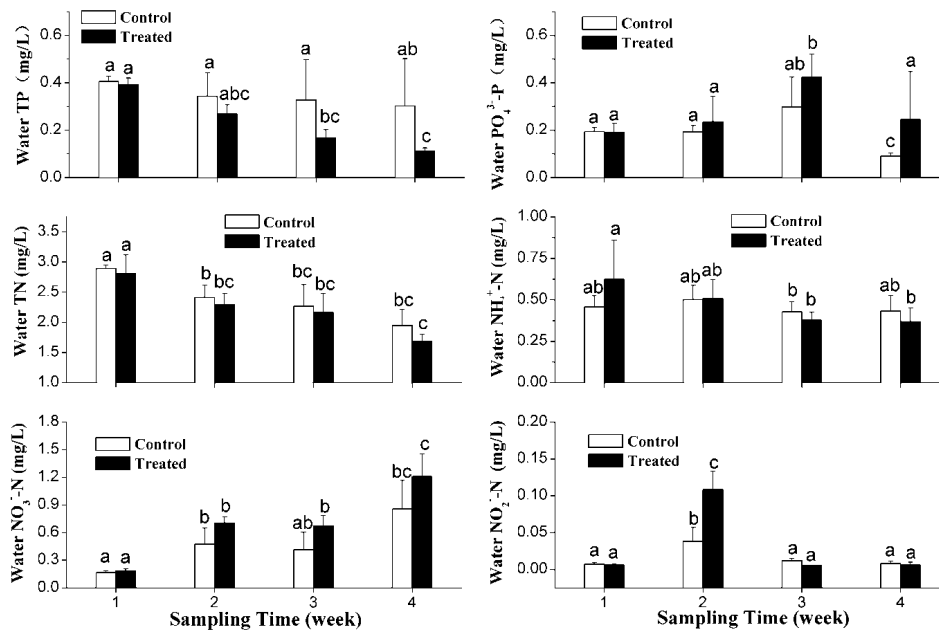 Water TP (mg/L)
0.6
0.4
0.2
0.0
Control
Treated
a a a abc a bc ab c
Water PO₄³⁻-P (mg/L)
0.6
0.4
0.2
0.0
Control
Treated
a a a a ab b c a
Water TN (mg/L)
3.5
3.0
2.5
2.0
1.5
1.0
Control
Treated
a a b bc bc bc bc c
Water NH₄⁺-N (mg/L)
1.00
0.75
0.50
0.25
0.00
Control
Treated
ab a ab ab b b ab b
Water NO₃⁻-N (mg/L)
1.8
1.5
1.2
0.9
0.6
0.3
0.0
Control
Treated
a a b b ab b bc c
1 2 3 4
Sampling Time (week)
Water NO₂⁻-N (mg/L)
0.20
0.15
0.10
0.05
0.00
Control
Treated
a a b c a a a a
1 2 3 4
Sampling Time (week)